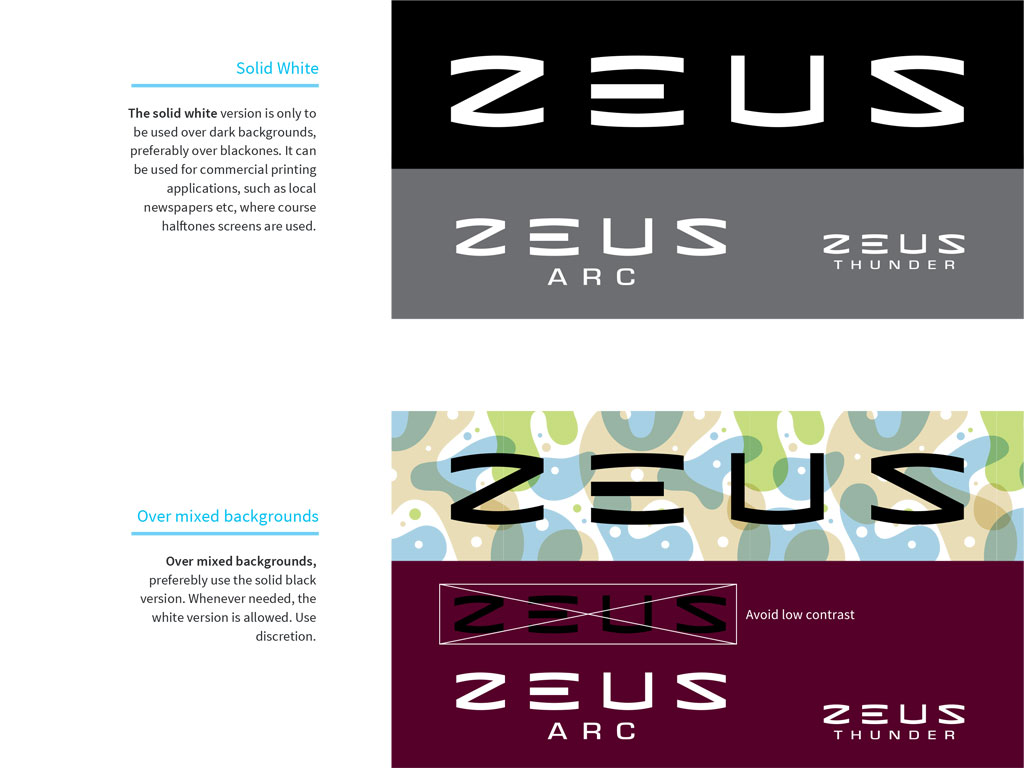 Solid White
The solid white version is only to
be used over dark backgrounds,
preferably over blackones. It can
be used for commercial printing
applications, such as local
newspapers etc, where course
halftones screens are used.
ZEUS
ZEUS
ARC
ZEUS
THUNDER
Over mixed backgrounds
Over mixed backgrounds,
preferebly use the solid black
version. Whenever needed, the
white version is allowed. Use
discretion.
ZEUS
ZEUS
Avoid low contrast
ZEUS
ARC
ZEUS
THUNDER